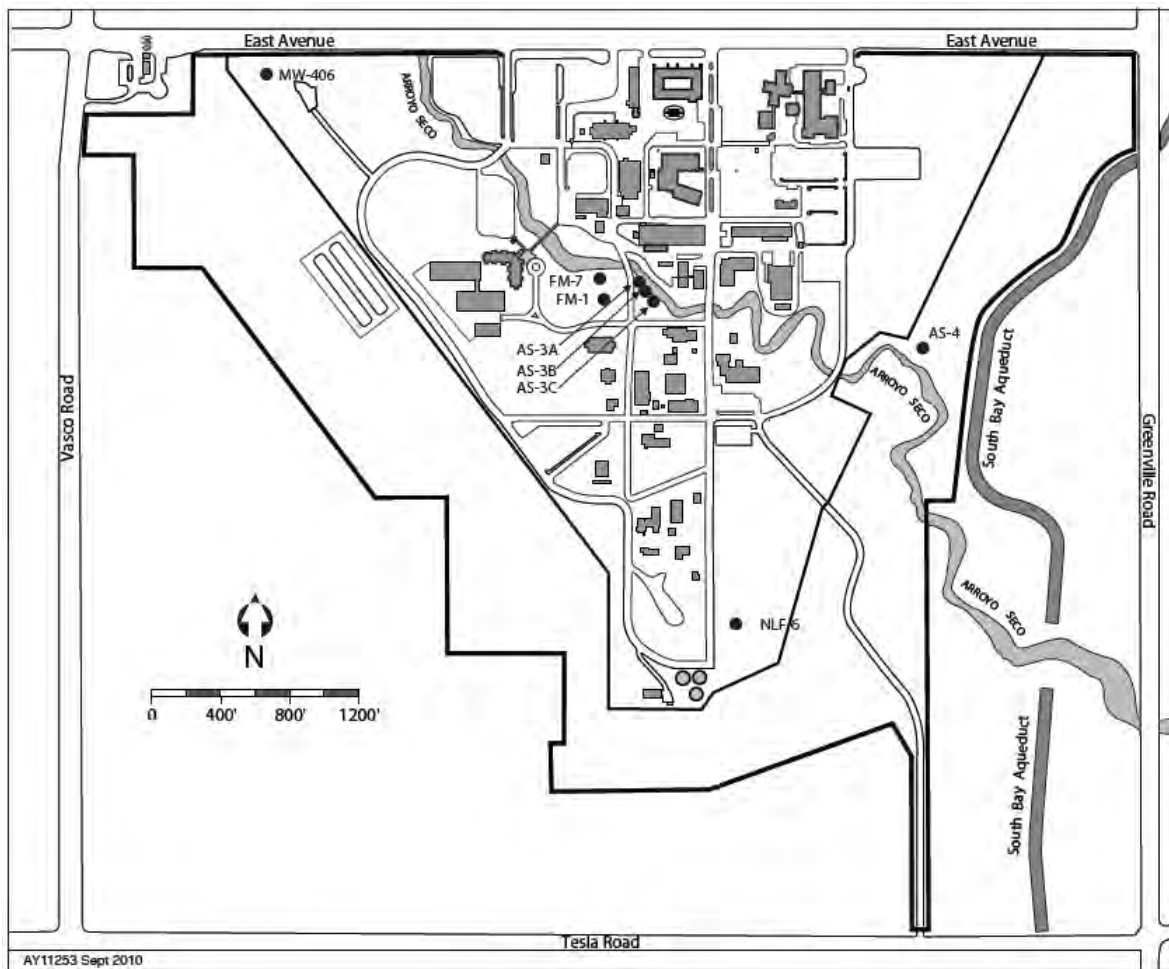 East Avenue
East Avenue
MW-406
ARROYO SECO
FM-7
FM-1
AS-3A
AS-3B
AS-3C
AS-4
ARROYO SECO
South Bay Aqueduct
Vasco Road
Greenville Road
ARROYO SECO
NLF-6
N
0 400' 800' 1200'
South Bay Aqueduct
Tesla Road
AY11253 Sept 2010